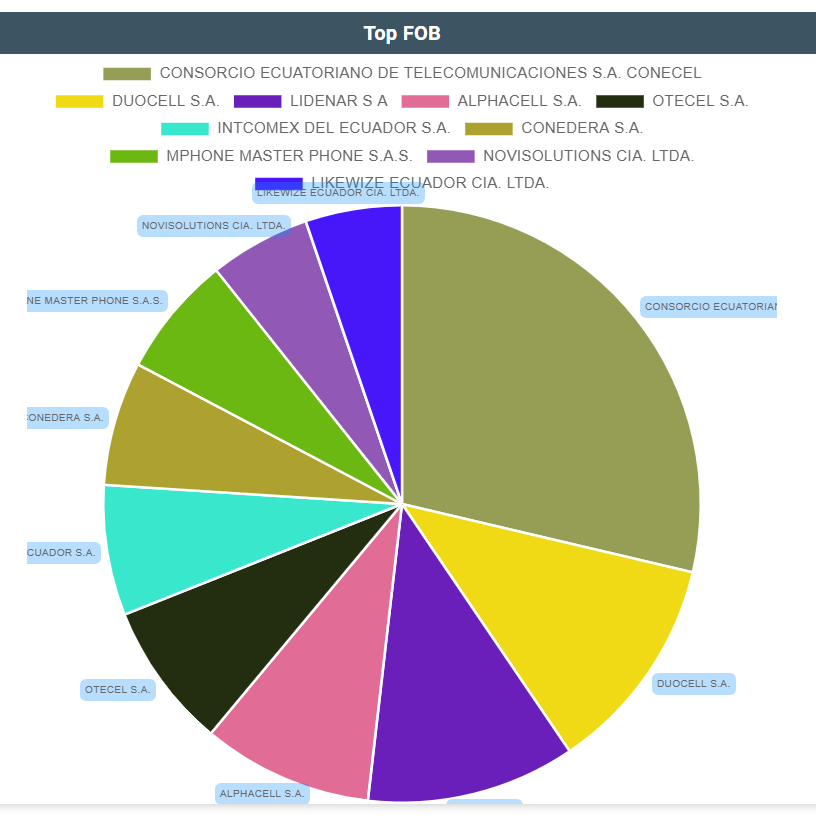 Top FOB
CONSORCIO ECUATORIANO DE TELECOMUNICACIONES S.A. CONECEL
DUOCELL S.A. LIDENAR S A ALPHACELL S.A. OTECEL S.A.
INTCOMEX DEL ECUADOR S.A. CONEDERA S.A.
MPHONE MASTER PHONE S.A.S. NOVISOLUTIONS CIA. LTDA.
LIKEWIZE ECUADOR CIA. LTDA.
LIKEWIZE ECUADOR CIA. LTDA.
NOVISOLUTIONS CIA. LTDA.
NE MASTER PHONE S.A.S.
CONSORCIO ECUATORIAN
CONEDERA S.A.
CUADOR S.A.
DUOCELL S.A.
OTECEL S.A.
ALPHACELL S.A.